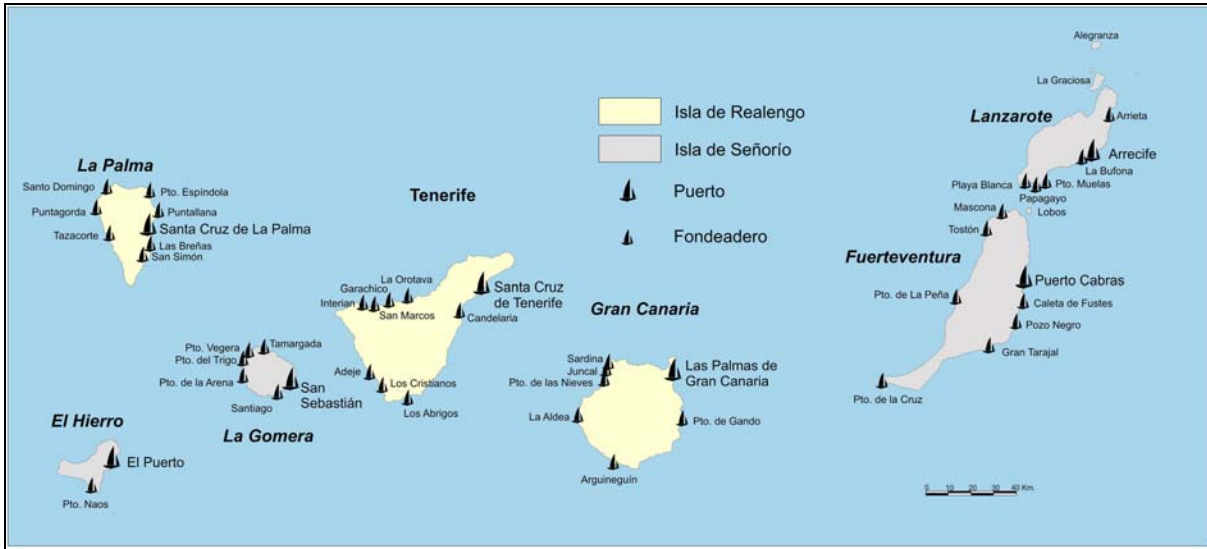 Alegranza
La Graciosa
Lanzarote
Arrieta
Arrecife
La Bufona
Playa Blanca
Pto. Muelas
Papagayo
Lobos
Mascona
Tostón
Fuerteventura
Puerto Cabras
Pto. de La Peña
Caleta de Fustes
Pozo Negro
Gran Tarajal
Pto. de la Cruz
Isla de Realengo
Isla de Señorío
Puerto
Fondeadero
La Palma
Santo Domingo
Pto. Espíndola
Puntagorda
Puntallana
Santa Cruz de La Palma
Tazacorte
Las Breñas
San Simón
Tenerife
La Orotava
Garachico
Interian
San Marcos
Santa Cruz
de Tenerife
Candelaria
Adeje
Los Cristianos
Los Abrigos
Gran Canaria
Sardina
Juncal
Pto. de las Nieves
Las Palmas de
Gran Canaria
La Aldea
Pto. de Gando
Arguineguín
Pto. Vegera
Tamargada
Pto. del Trigo
Pto. de la Arena
San
Sebastián
Santiago
La Gomera
El Hierro
El Puerto
Pto. Naos
0 10 20 30 40 Km.